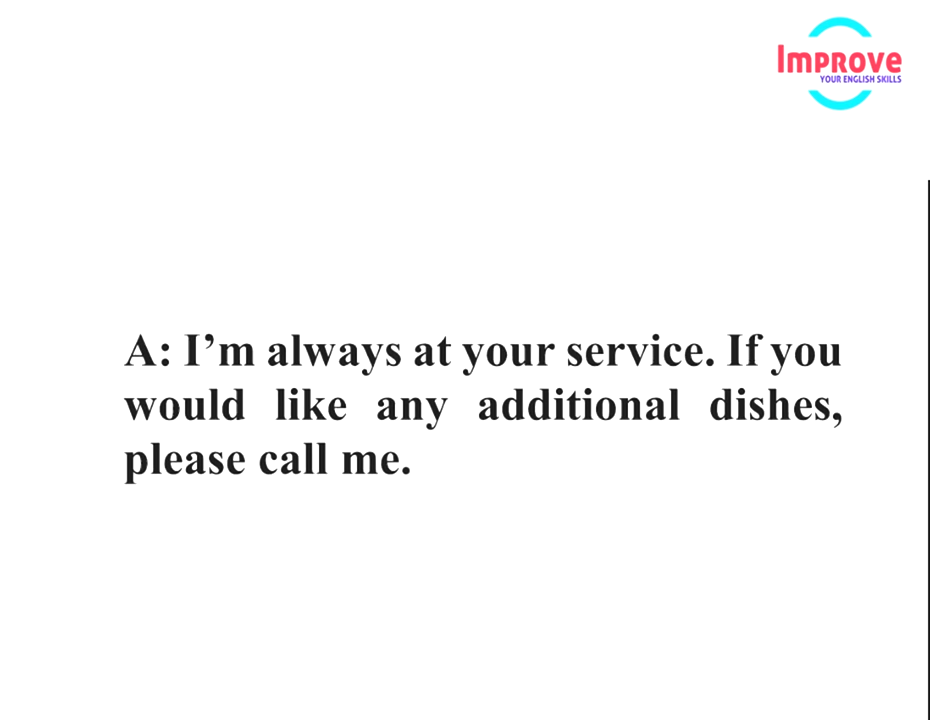 Improve
YOUR ENGLISH SKILLS
A: I’m always at your service. If you
would like any additional dishes,
please call me.